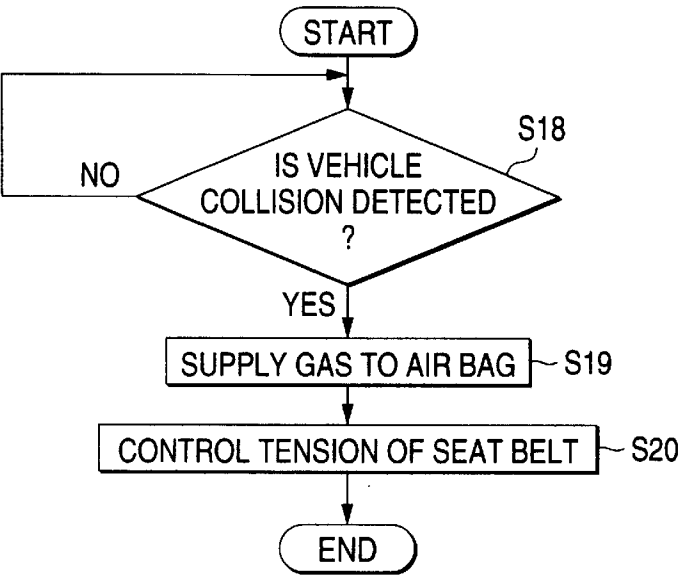 START
S18
IS VEHICLE
COLLISION DETECTED
?
NO
YES
SUPPLY GAS TO AIR BAG
S19
CONTROL TENSION OF SEAT BELT
S20
END